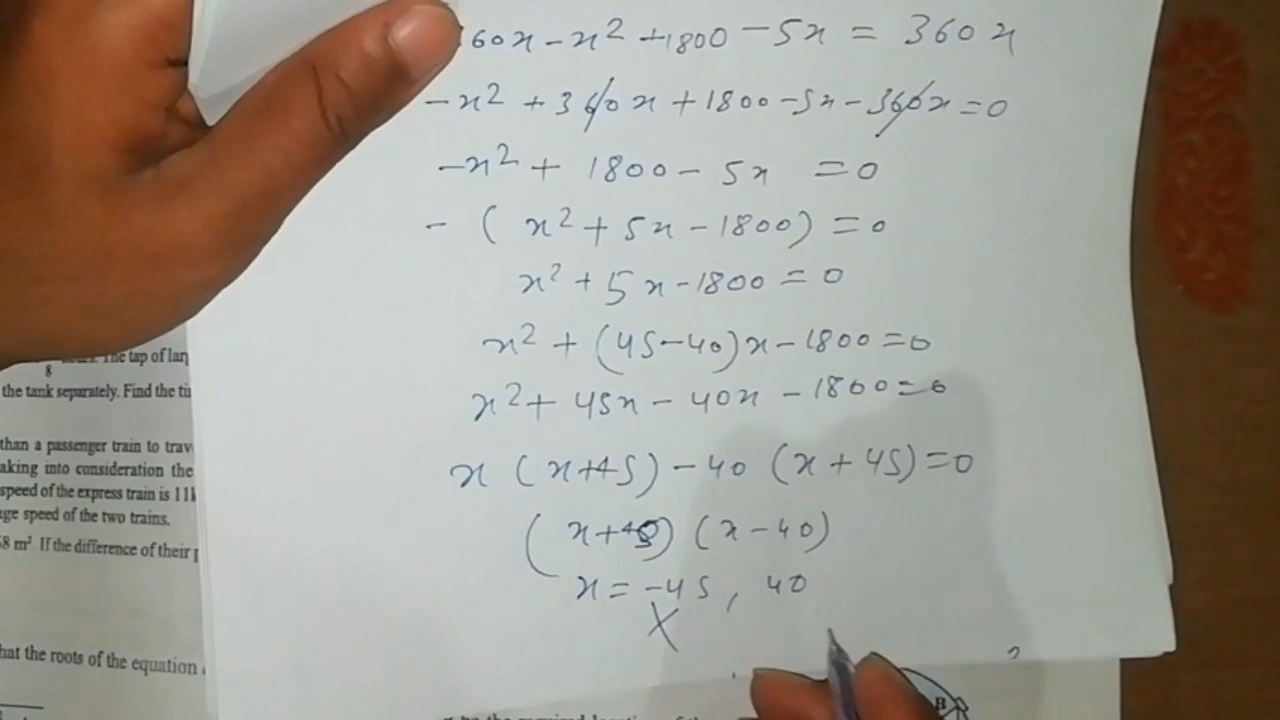 60x - x² + 1800 - 5x = 360x
-x² + 360x + 1800 - 5x - 360x = 0
-x² + 1800 - 5x = 0
- ( x² + 5x - 1800) = 0
x² + 5x - 1800 = 0
x² + (45-40)x - 1800 = 0
x² + 45x - 40x - 1800 = 0
x (x+45) - 40 (x + 45) = 0
(x+45) (x - 40)
x = -45, 40
X
8
The tap of
the tank separately. Find the
than a passenger train to
aking into consideration the
speed of the express train is 11
ge speed of the two trains.
8 m². If the difference of their
hat the roots of the equation
B